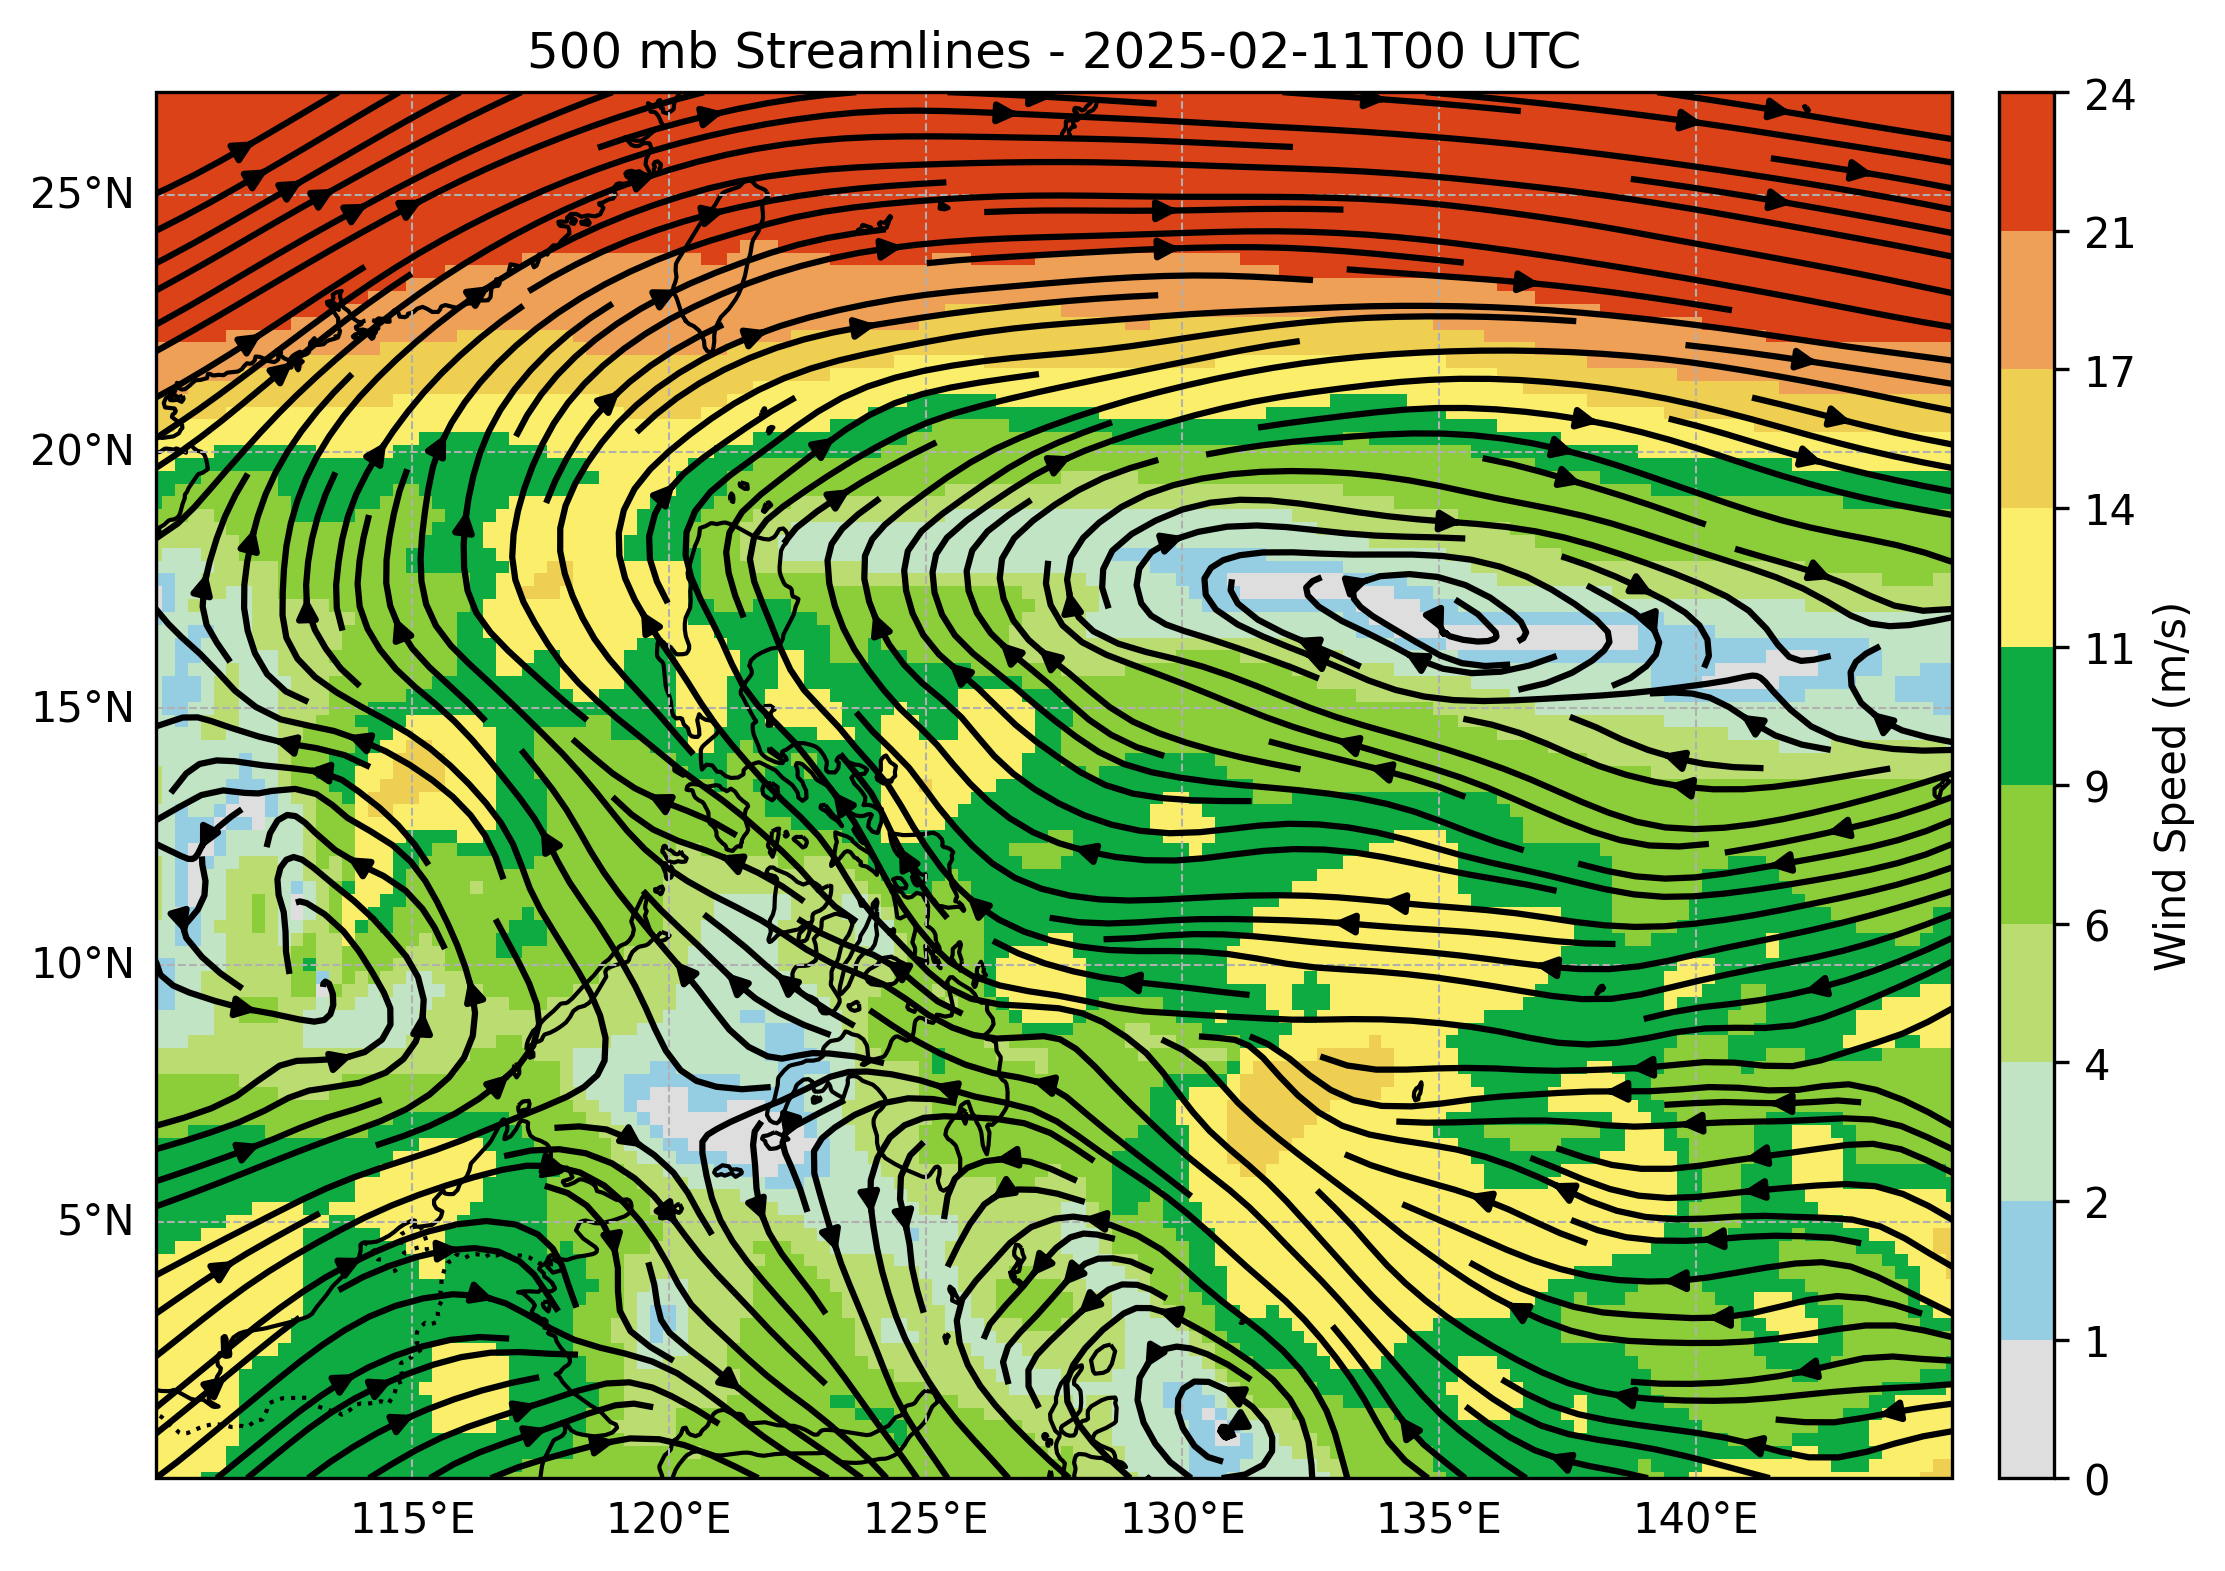 500 mb Streamlines - 2025-02-11T00 UTC
25°N
20°N
15°N
10°N
5°N
115°E
120°E
125°E
130°E
135°E
140°E
24
21
17
14
11
9
6
4
2
1
0
Wind Speed (m/s)